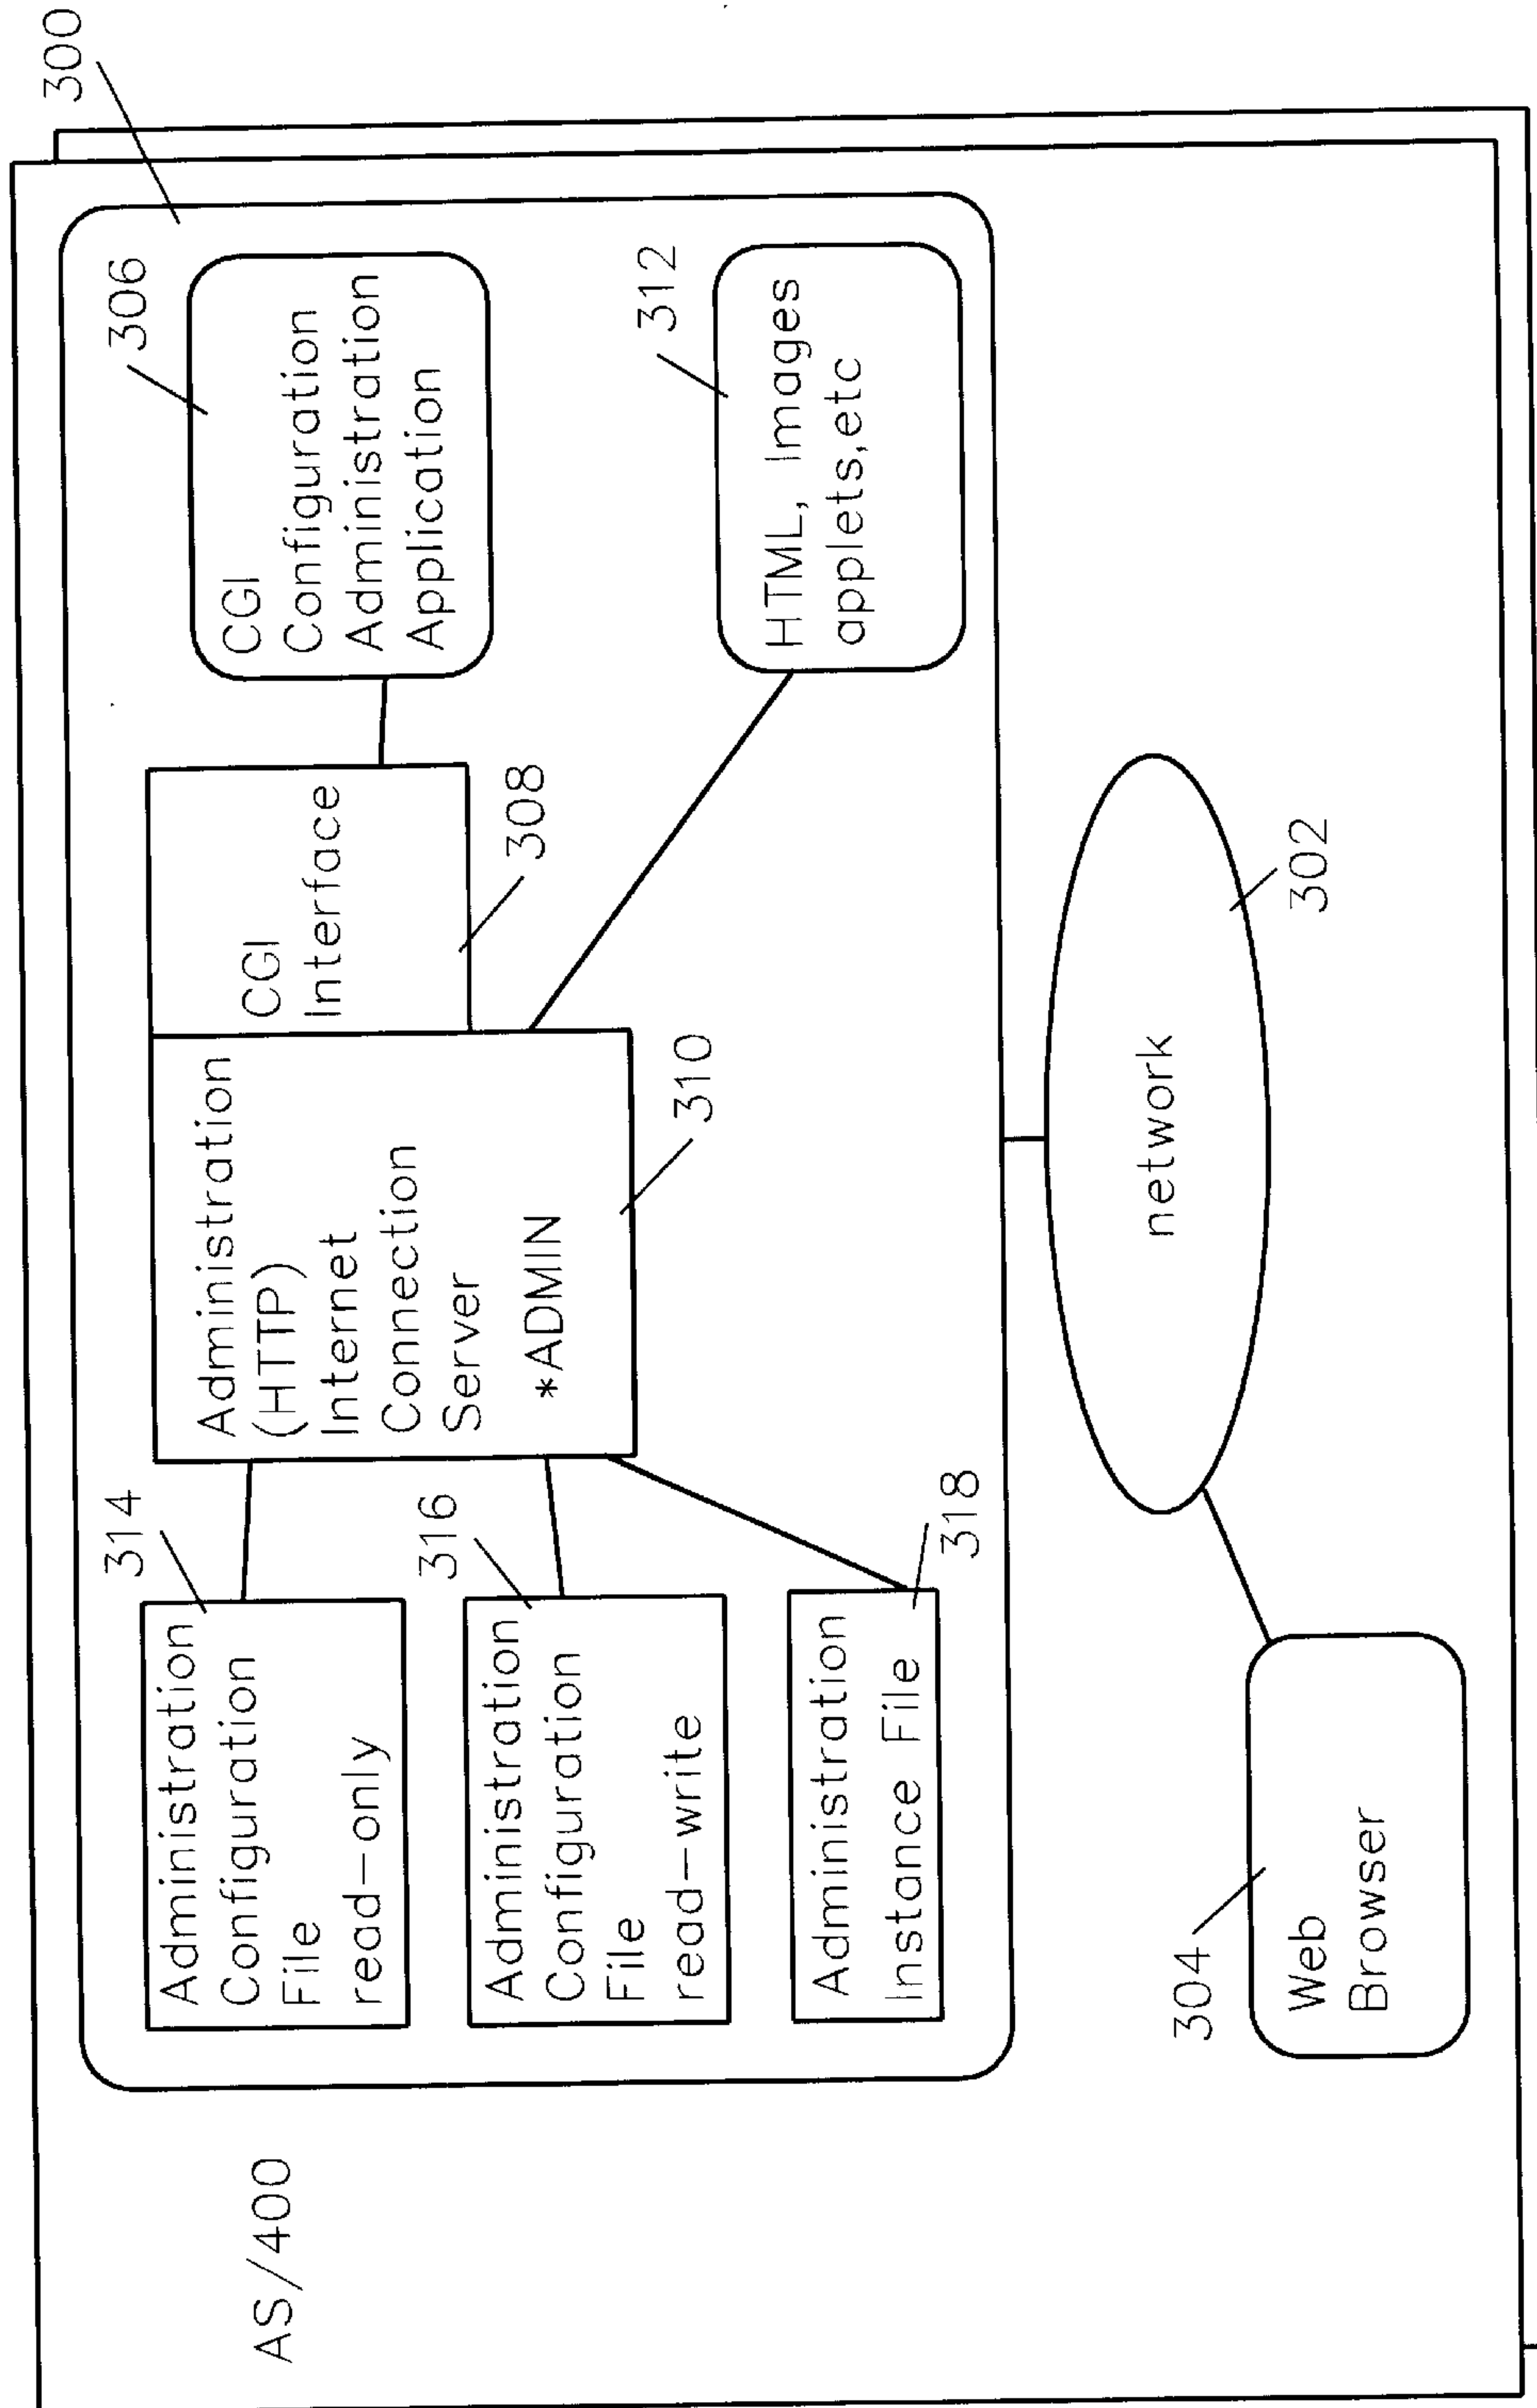 300
AS/400
314
Administration
Configuration
File
read-only
316
Administration
Configuration
File
read-write
318
Administration
Instance File
Administration
(HTTP)
Internet
Connection
Server
*ADMIN
310
CGI
Interface
308
306
CGI
Configuration
Administration
Application
312
HTML, Images
applets,etc
network
302
304
Web
Browser